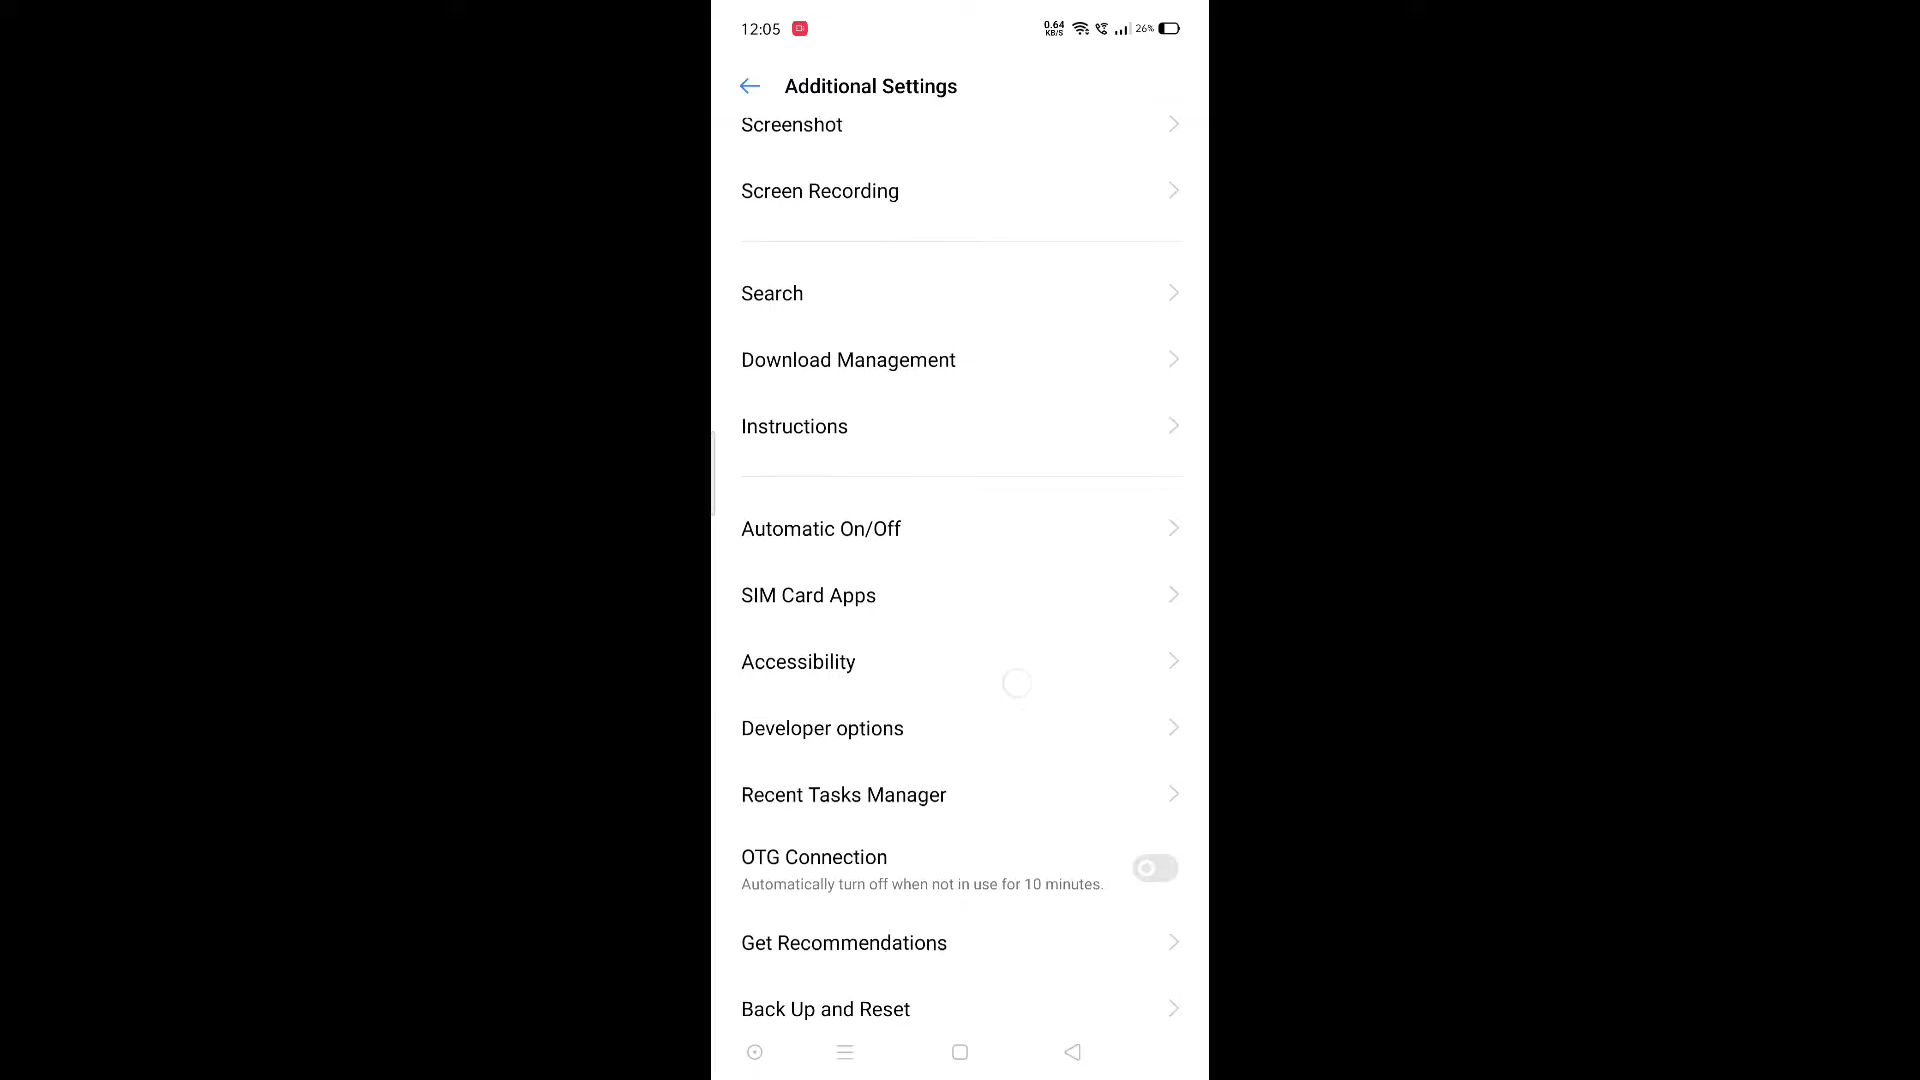 12:05
0.64
KB/S
26%
Additional Settings
Screenshot
Screen Recording
Search
Download Management
Instructions
Automatic On/Off
SIM Card Apps
Accessibility
Developer options
Recent Tasks Manager
OTG Connection
Automatically turn off when not in use for 10 minutes.
Get Recommendations
Back Up and Reset